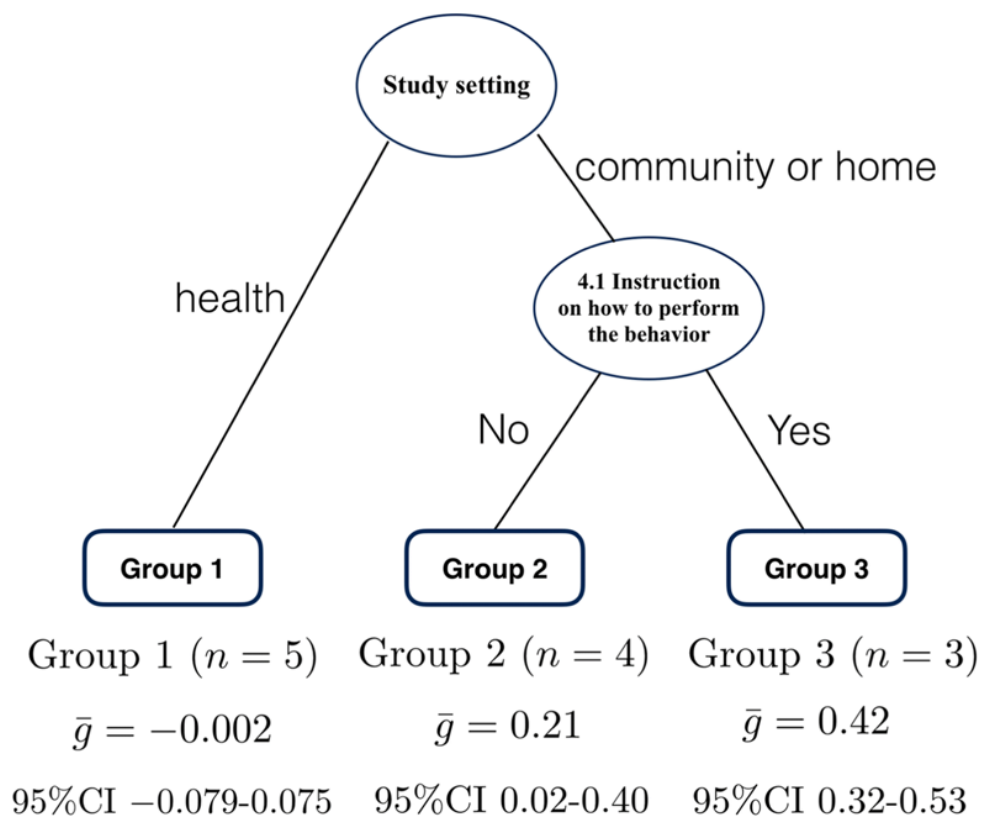 Study setting
community or home
4.1 Instruction
on how to perform
the behavior
health
No
Yes
Group 1
Group 2
Group 3
Group 1 (n = 5)
Group 2 (n = 4)
Group 3 (n = 3)
ḡ = −0.002
ḡ = 0.21
ḡ = 0.42
95%CI −0.079-0.075
95%CI 0.02-0.40
95%CI 0.32-0.53